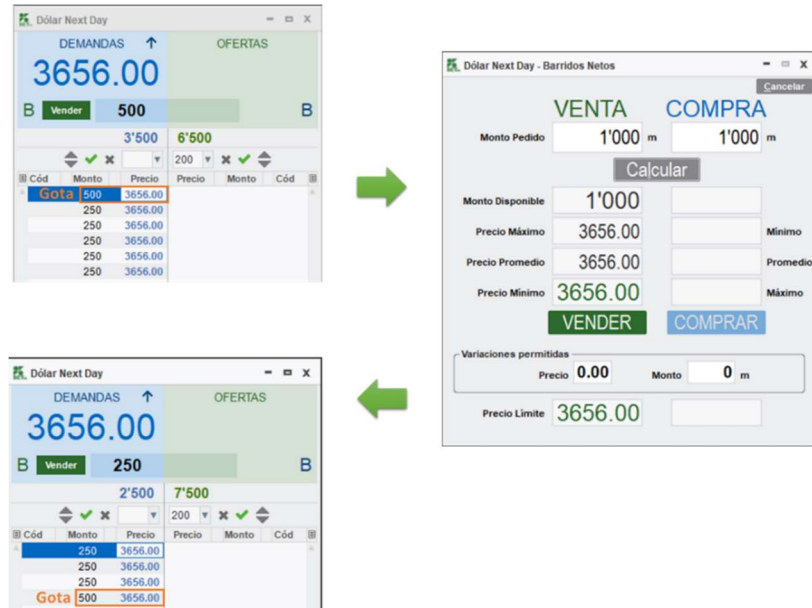 Dólar Next Day
DEMANDAS OFERTAS
3656.00
B Vender 500 B
3'500 6'500
200
Cód Monto Precio Precio Monto Cód
Gota 500 3656.00
250 3656.00
250 3656.00
250 3656.00
250 3656.00
250 3656.00
Dólar Next Day - Barridos Netos
Cancelar
VENTA COMPRA
Monto Pedido 1'000 m 1'000 m
Calcular
Monto Disponible 1'000
Precio Máximo 3656.00 Mínimo
Precio Promedio 3656.00 Promedio
Precio Mínimo 3656.00 Máximo
VENDER COMPRAR
Variaciones permitidas
Precio 0.00 Monto 0 m
Precio Límite 3656.00
Dólar Next Day
DEMANDAS OFERTAS
3656.00
B Vender 250 B
2'500 7'500
200
Cód Monto Precio Precio Monto Cód
250 3656.00
250 3656.00
250 3656.00
Gota 500 3656.00